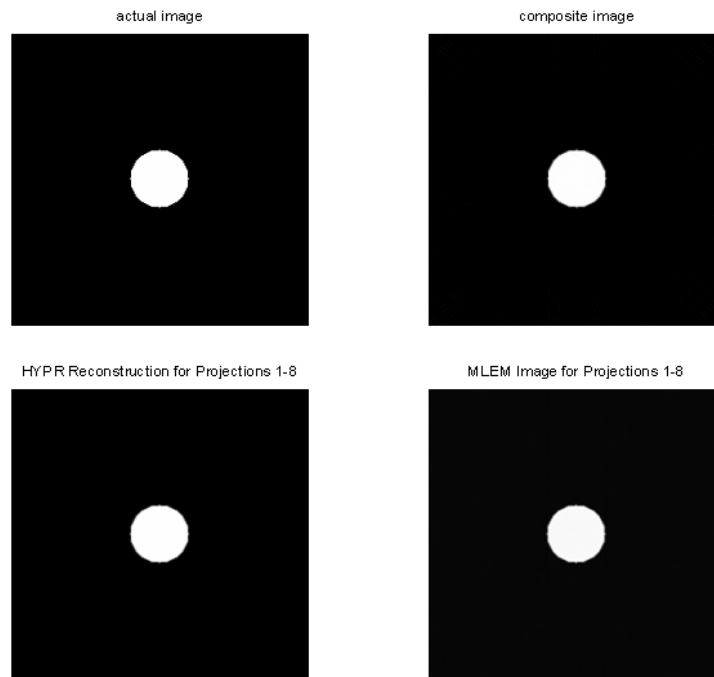 actual image
composite image
HYPR Reconstruction for Projections 1-8
MLEM Image for Projections 1-8